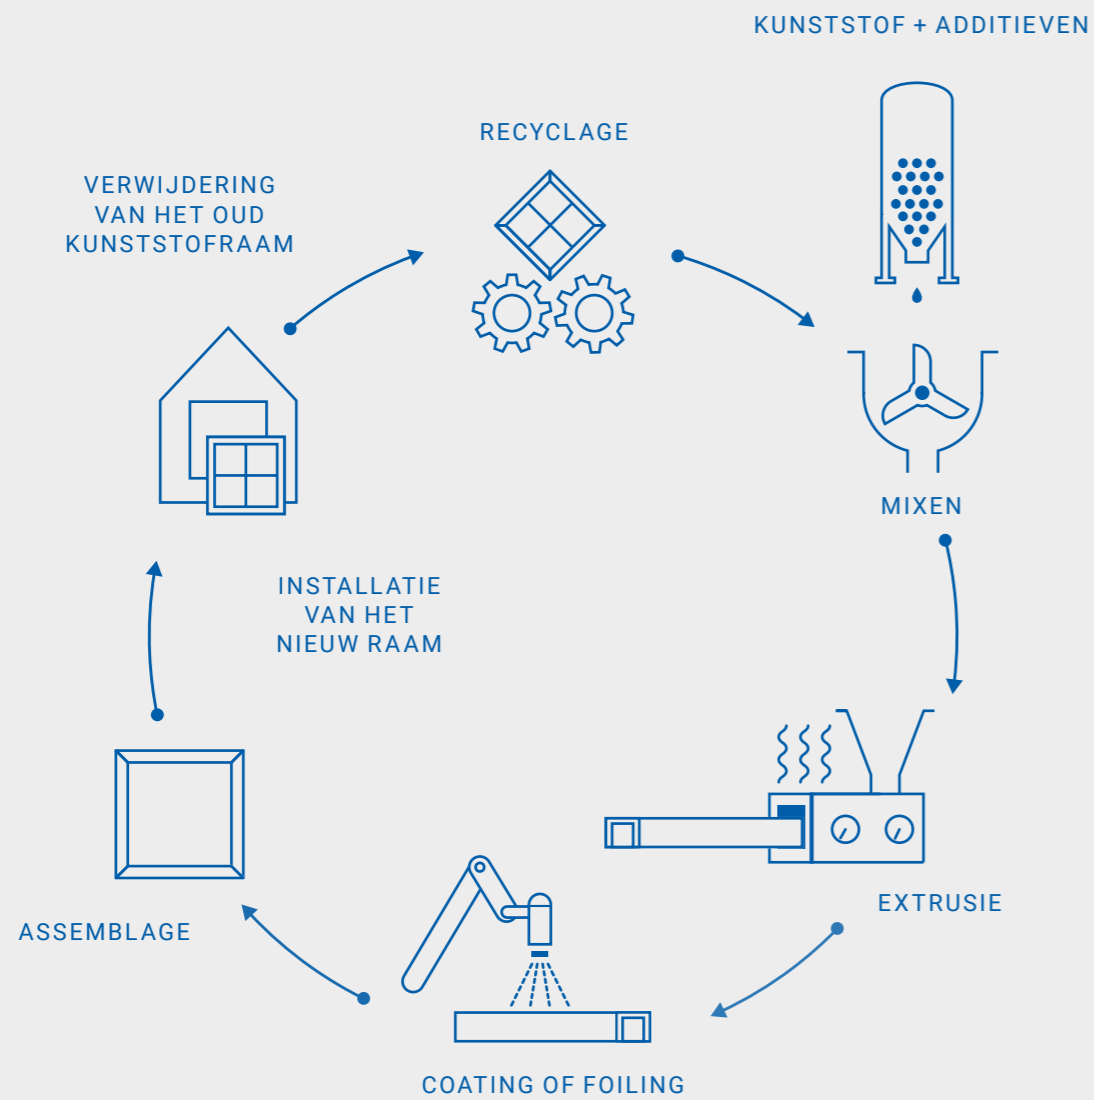 KUNSTSTOF + ADDITIEVEN
RECYCLAGE
VERWIJDERING
VAN HET OUD
KUNSTSTOFRAAM
MIXEN
INSTALLATIE
VAN HET
NIEUW RAAM
EXTRUSIE
ASSEMBLAGE
COATING OF FOILING